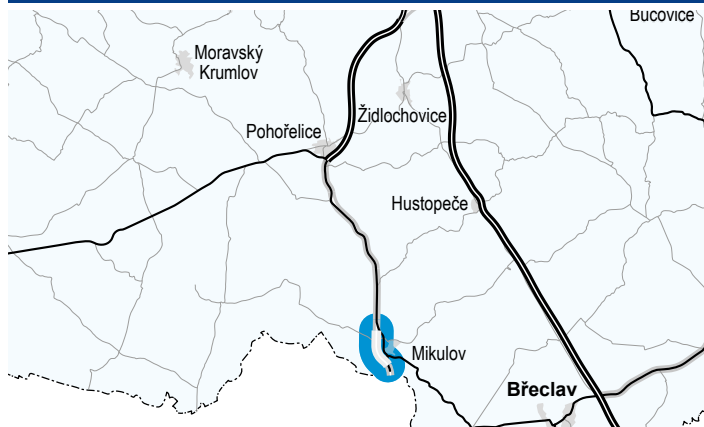 Bučovice
Moravský
Krumlov
Židlochovice
Pohořelice
Hustopeče
Mikulov
Břeclav